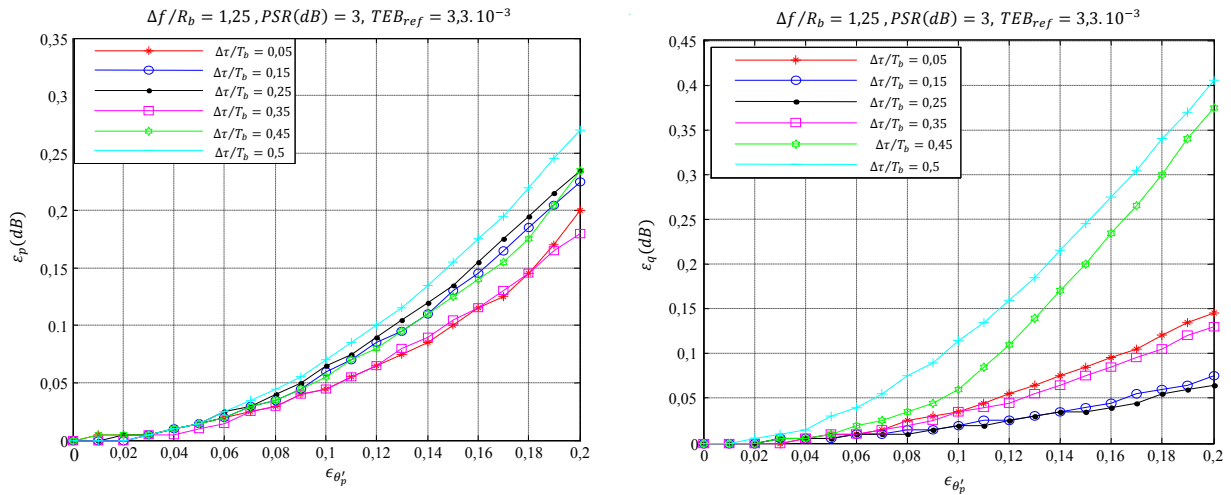 Δf/R_b = 1,25 , PSR(dB) = 3, TEB_ref = 3,3.10^-3
0,35
0,3
0,25
0,2
0,15
0,1
0,05
0
ε_p(dB)
Δτ/T_b = 0,05
Δτ/T_b = 0,15
Δτ/T_b = 0,25
Δτ/T_b = 0,35
Δτ/T_b = 0,45
Δτ/T_b = 0,5
0 0,02 0,04 0,06 0,08 0,10 0,12 0,14 0,16 0,18 0,2
ϵ_θ′_p
Δf/R_b = 1,25 , PSR(dB) = 3, TEB_ref = 3,3.10^-3
0,45
0,4
0,35
0,3
0,25
0,2
0,15
0,1
0,05
0
ε_q(dB)
Δτ/T_b = 0,05
Δτ/T_b = 0,15
Δτ/T_b = 0,25
Δτ/T_b = 0,35
Δτ/T_b = 0,45
Δτ/T_b = 0,5
0 0,02 0,04 0,06 0,08 0,1 0,12 0,14 0,16 0,18 0,2
ϵ_θ′_p